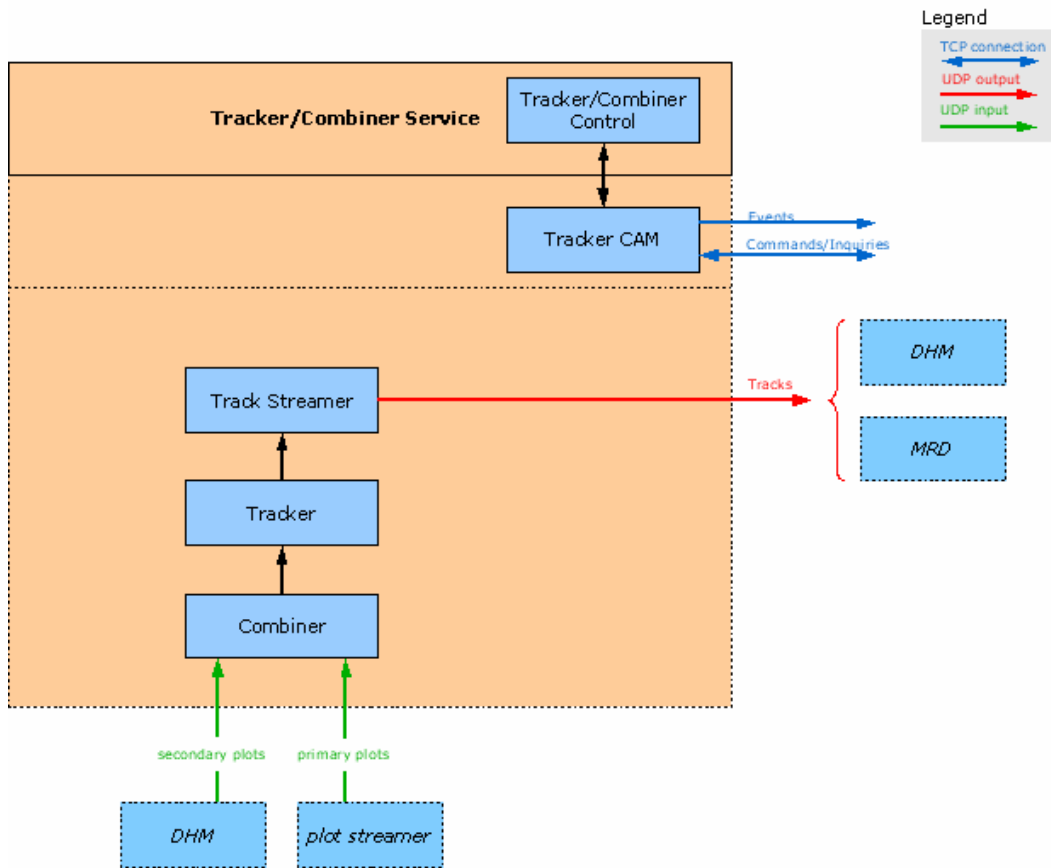 Legend
TCP connection
UDP output
UDP input
Tracker/Combiner Service
Tracker/Combiner
Control
Tracker CAM
Events
Commands/Inquiries
DHM
Track Streamer
Tracks
MRD
Tracker
Combiner
secondary plots
primary plots
DHM
plot streamer